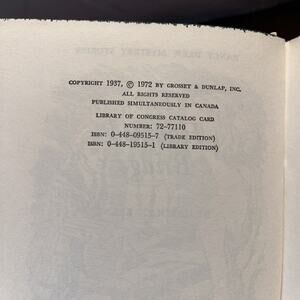 COPYRIGHT 1937, © 1972 BY GROSSET & DUNLAP, INC.
ALL RIGHTS RESERVED
PUBLISHED SIMULTANEOUSLY IN CANADA
LIBRARY OF CONGRESS CATALOG CARD
NUMBER: 72-77110
ISBN: 0-448-09515-7 (TRADE EDITION)
ISBN: 0-448-19515-1 (LIBRARY EDITION)